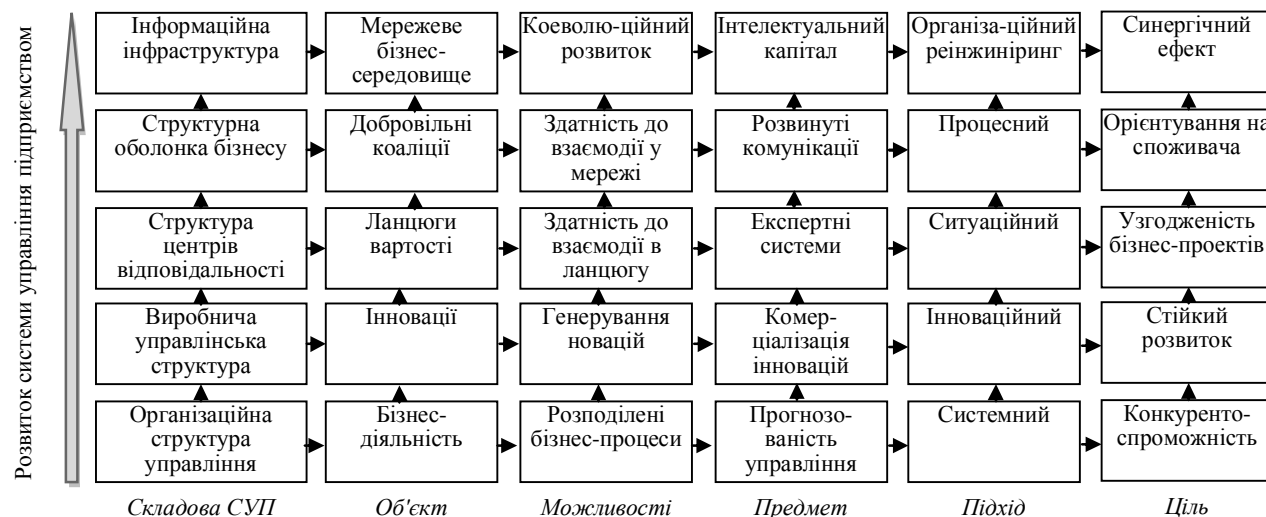 Розвиток системи управління підприємством
Інформаційна
інфраструктура
Мережеве
бізнес-
середовище
Коеволю-ційний
розвиток
Інтелектуальний
капітал
Організа-ційний
реінжиніринг
Синергічний
ефект
Структурна
оболонка бізнесу
Добровільні
коаліції
Здатність до
взаємодії у
мережі
Розвинуті
комунікації
Процесний
Орієнтування на
споживача
Структура
центрів
відповідальності
Ланцюги
вартості
Здатність до
взаємодії в
ланцюгу
Експертні
системи
Ситуаційний
Узгодженість
бізнес-проектів
Виробнича
управлінська
структура
Інновації
Генерування
новацій
Комер-
ціалізація
інновацій
Інноваційний
Стійкий
розвиток
Організаційна
структура
управління
Бізнес-
діяльність
Розподілені
бізнес-процеси
Прогнозо-
ваність
управління
Системний
Конкуренто-
спроможність
Складова СУП
Об'єкт
Можливості
Предмет
Підхід
Ціль